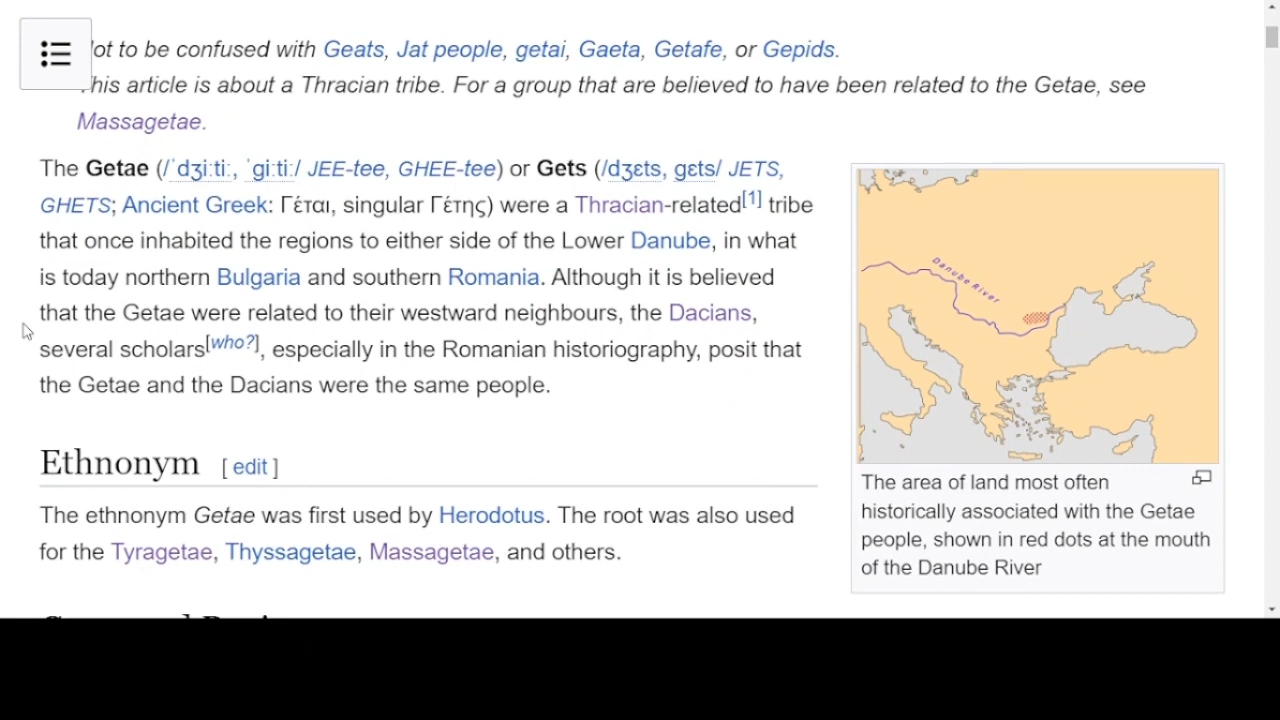 ot to be confused with Geats, Jat people, getai, Gaeta, Getafe, or Gepids.
his article is about a Thracian tribe. For a group that are believed to have been related to the Getae, see
Massagetae.
The Getae (/ˈdʒiːtiː, ˈɡiːtiː/ JEE-tee, GHEE-tee) or Gets (/dʒɛts, ɡɛts/ JETS,
GHETS; Ancient Greek: Γέται, singular Γέτης) were a Thracian-related[1] tribe
that once inhabited the regions to either side of the Lower Danube, in what
is today northern Bulgaria and southern Romania. Although it is believed
that the Getae were related to their westward neighbours, the Dacians,
several scholars[who?], especially in the Romanian historiography, posit that
the Getae and the Dacians were the same people.
Ethnonym [ edit ]
The ethnonym Getae was first used by Herodotus. The root was also used
for the Tyragetae, Thyssagetae, Massagetae, and others.
Danube River
The area of land most often
historically associated with the Getae
people, shown in red dots at the mouth
of the Danube River